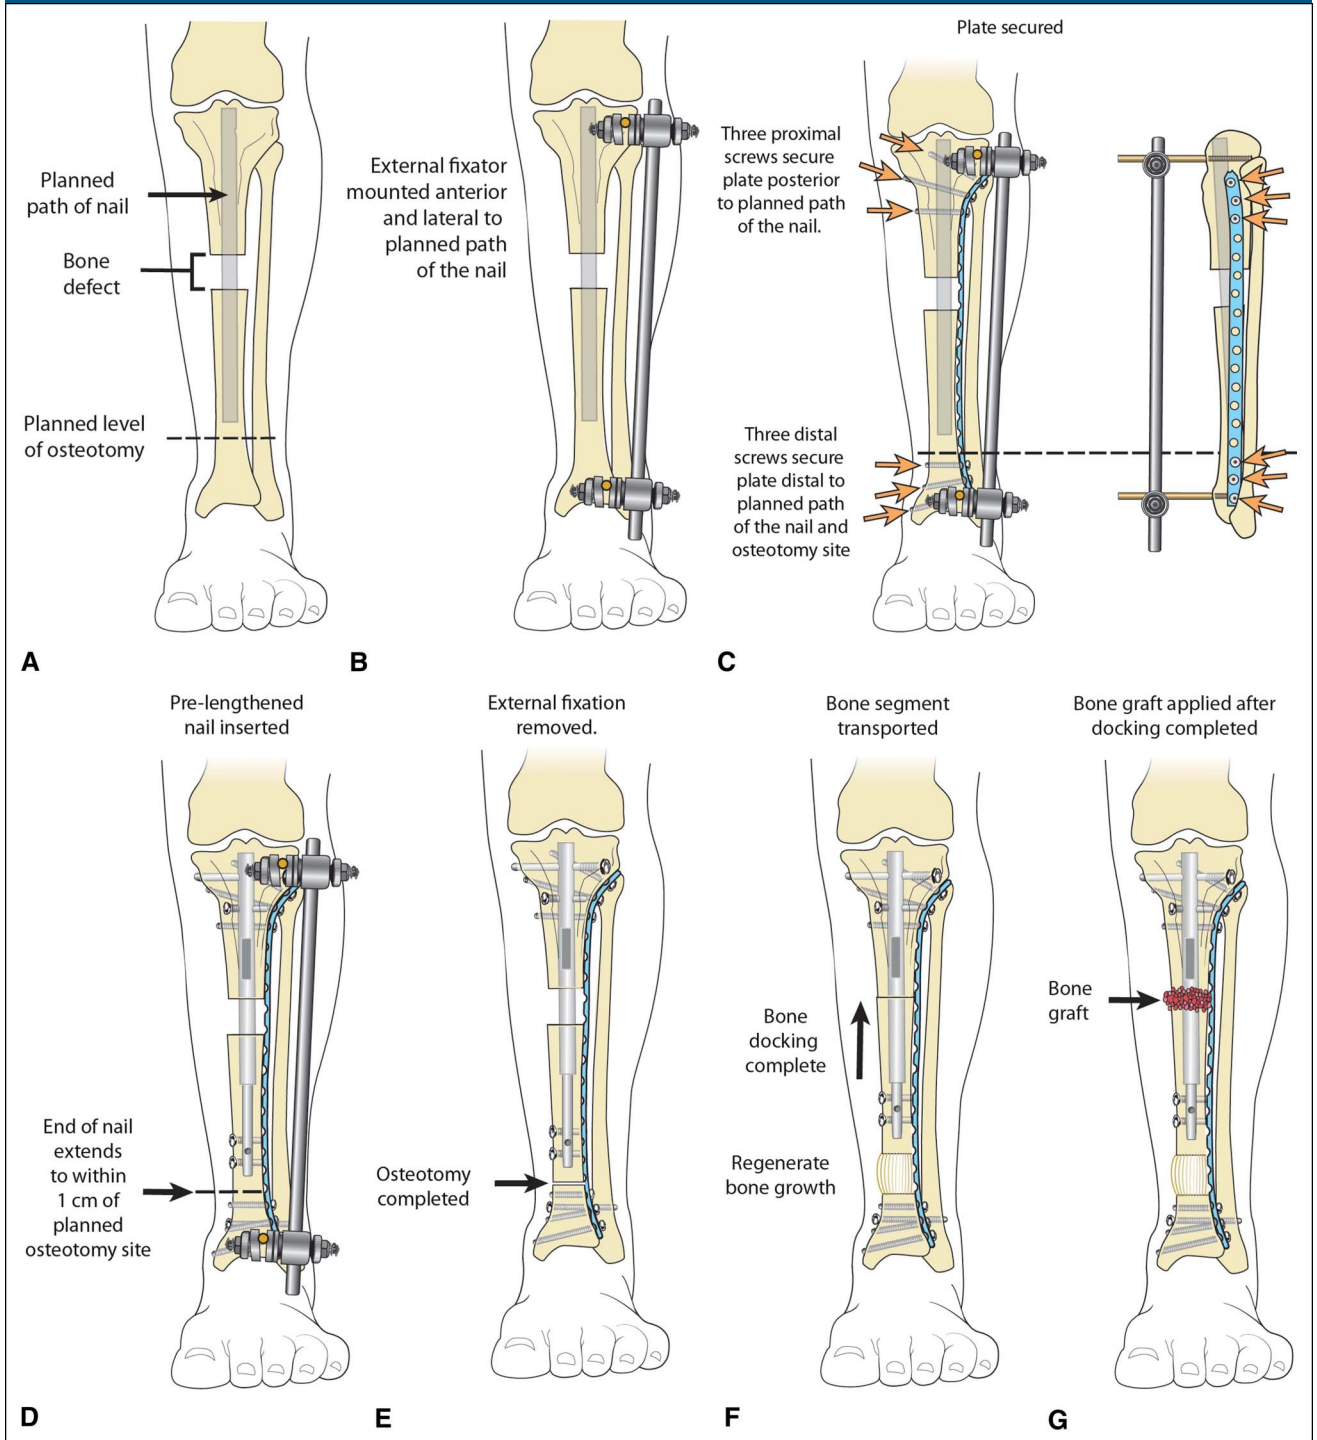 Planned
path of nail
Bone
defect
Planned level
of osteotomy
A
External fixator
mounted anterior
and lateral to
planned path
of the nail
B
Plate secured
Three proximal
screws secure
plate posterior
to planned path
of the nail.
Three distal
screws secure
plate distal to
planned path
of the nail and
osteotomy site
C
Pre-lengthened
nail inserted
End of nail
extends
to within
1 cm of
planned
osteotomy site
D
External fixation
removed.
Osteotomy
completed
E
Bone segment
transported
Bone
docking
complete
Regenerate
bone growth
F
Bone graft applied after
docking completed
Bone
graft
G